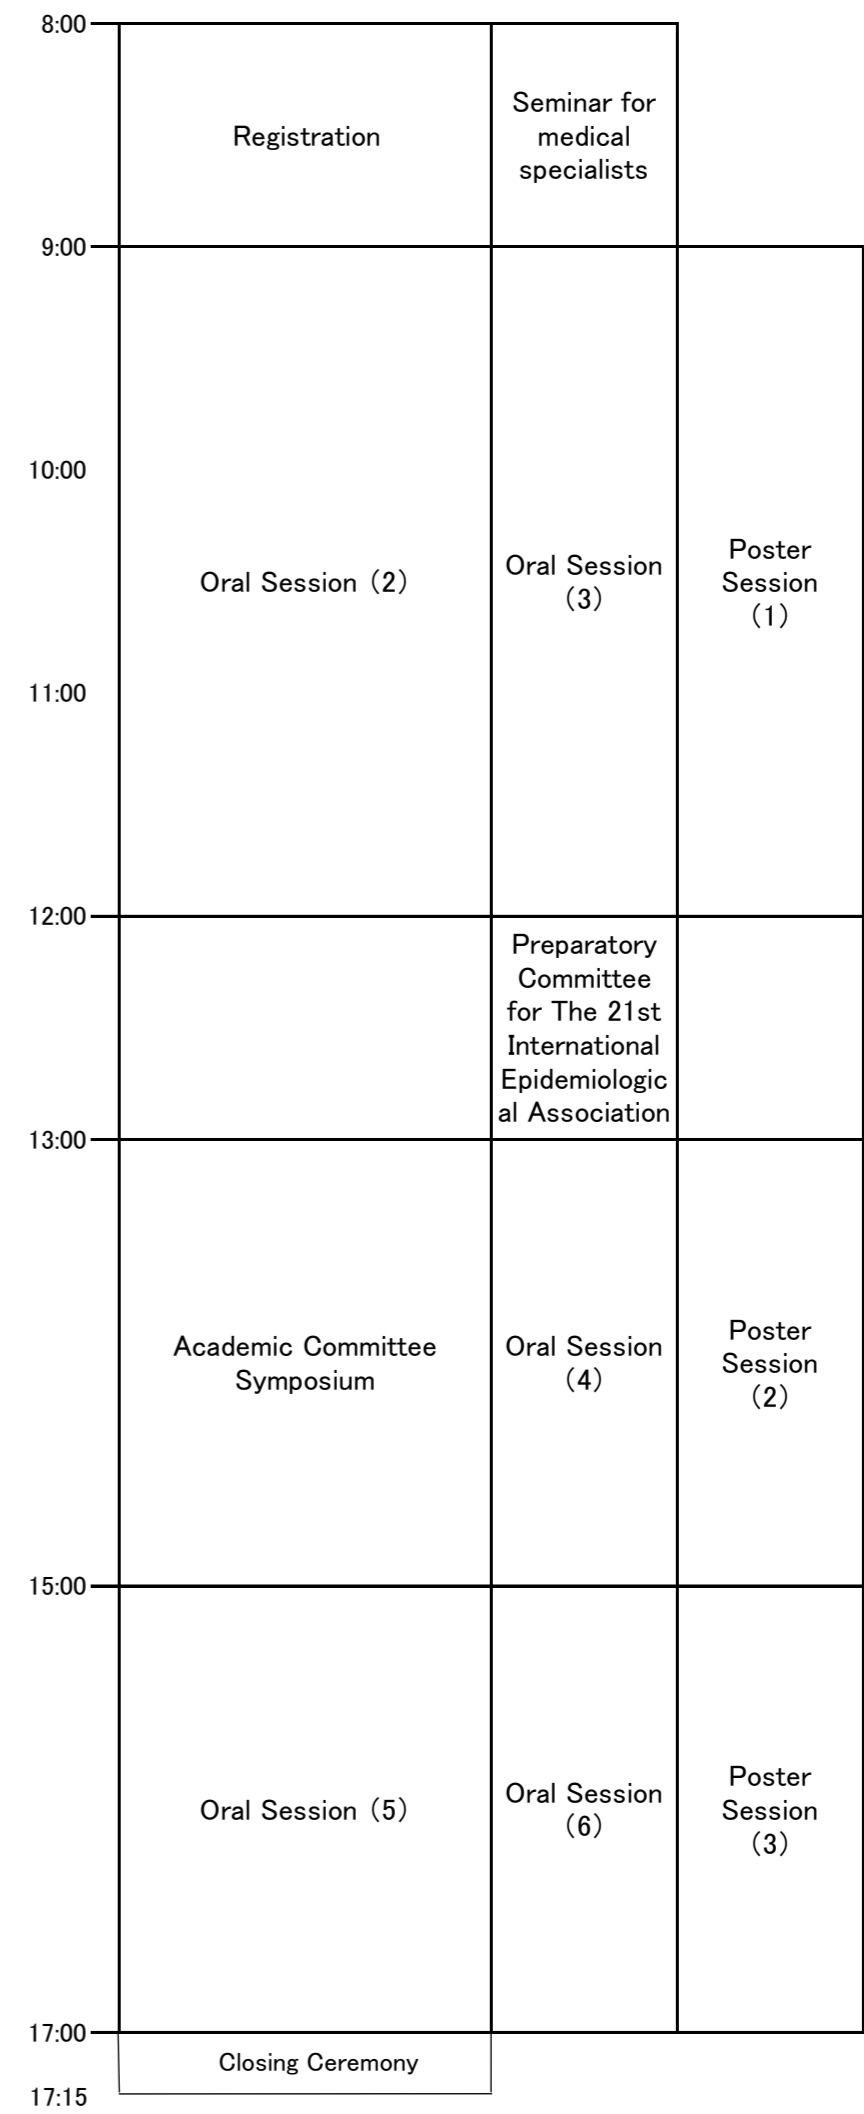 8:00
Registration
Seminar for
medical
specialists
9:00
10:00
Oral Session（2）
Oral Session
（3）
Poster
Session
（1）
11:00
12:00
Preparatory
Committee
for The 21st
International
Epidemiologic
al Association
13:00
Academic Committee
Symposium
Oral Session
（4）
Poster
Session
（2）
15:00
Oral Session（5）
Oral Session
（6）
Poster
Session
（3）
17:00
Closing Ceremony
17:15